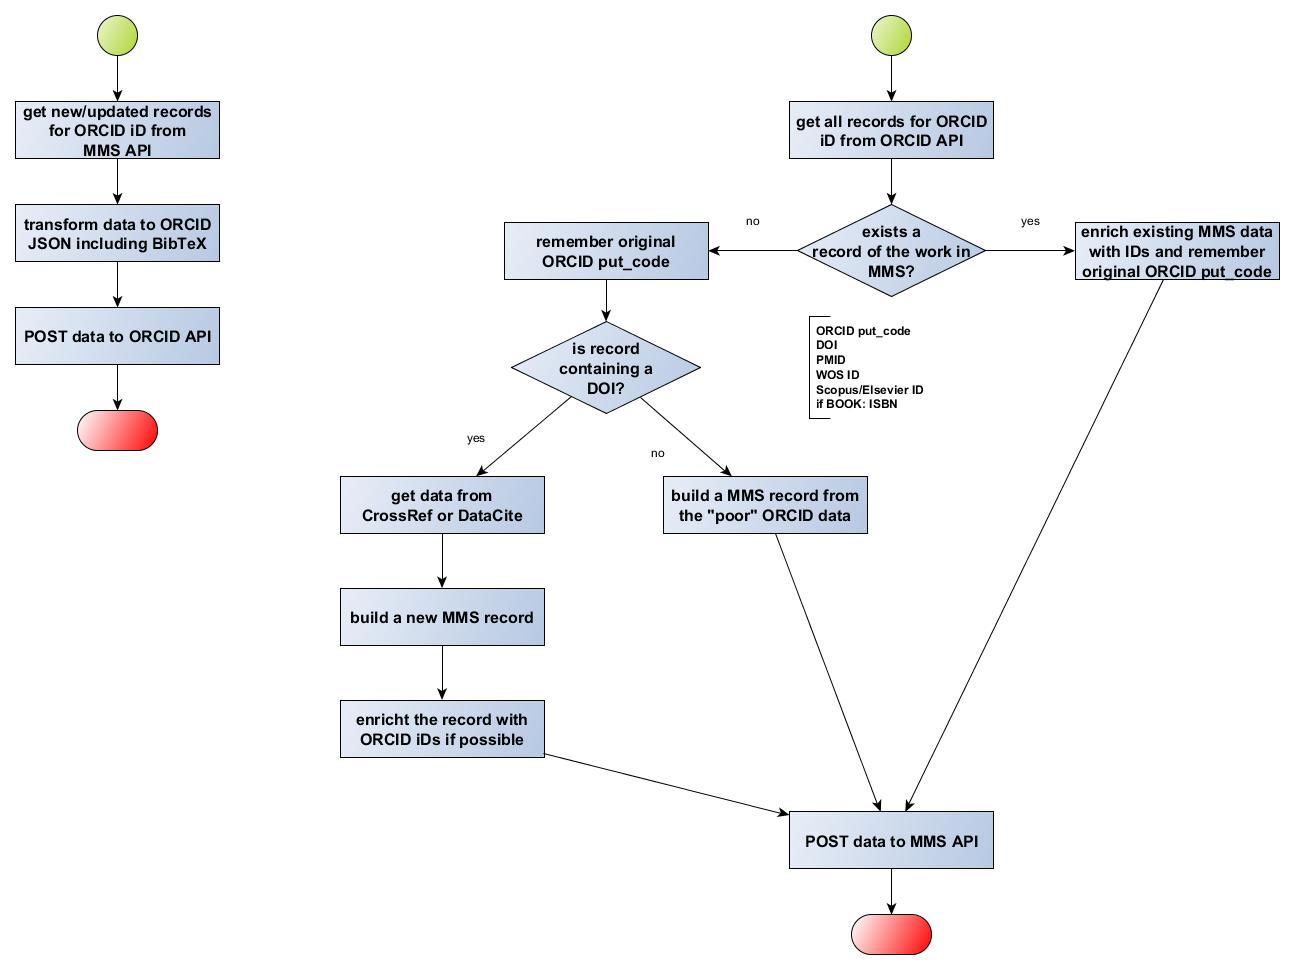 get new/updated records
for ORCID iD from
MMS API
transform data to ORCID
JSON including BibTeX
POST data to ORCID API
get all records for ORCID
iD from ORCID API
exists a
record of the work in
MMS?
no
yes
remember original
ORCID put_code
enrich existing MMS data
with IDs and remember
original ORCID put_code
ORCID put_code
DOI
PMID
WOS ID
Scopus/Elsevier ID
if BOOK: ISBN
is record
containing a
DOI?
yes
no
get data from
CrossRef or DataCite
build a MMS record from
the "poor" ORCID data
build a new MMS record
enricht the record with
ORCID iDs if possible
POST data to MMS API